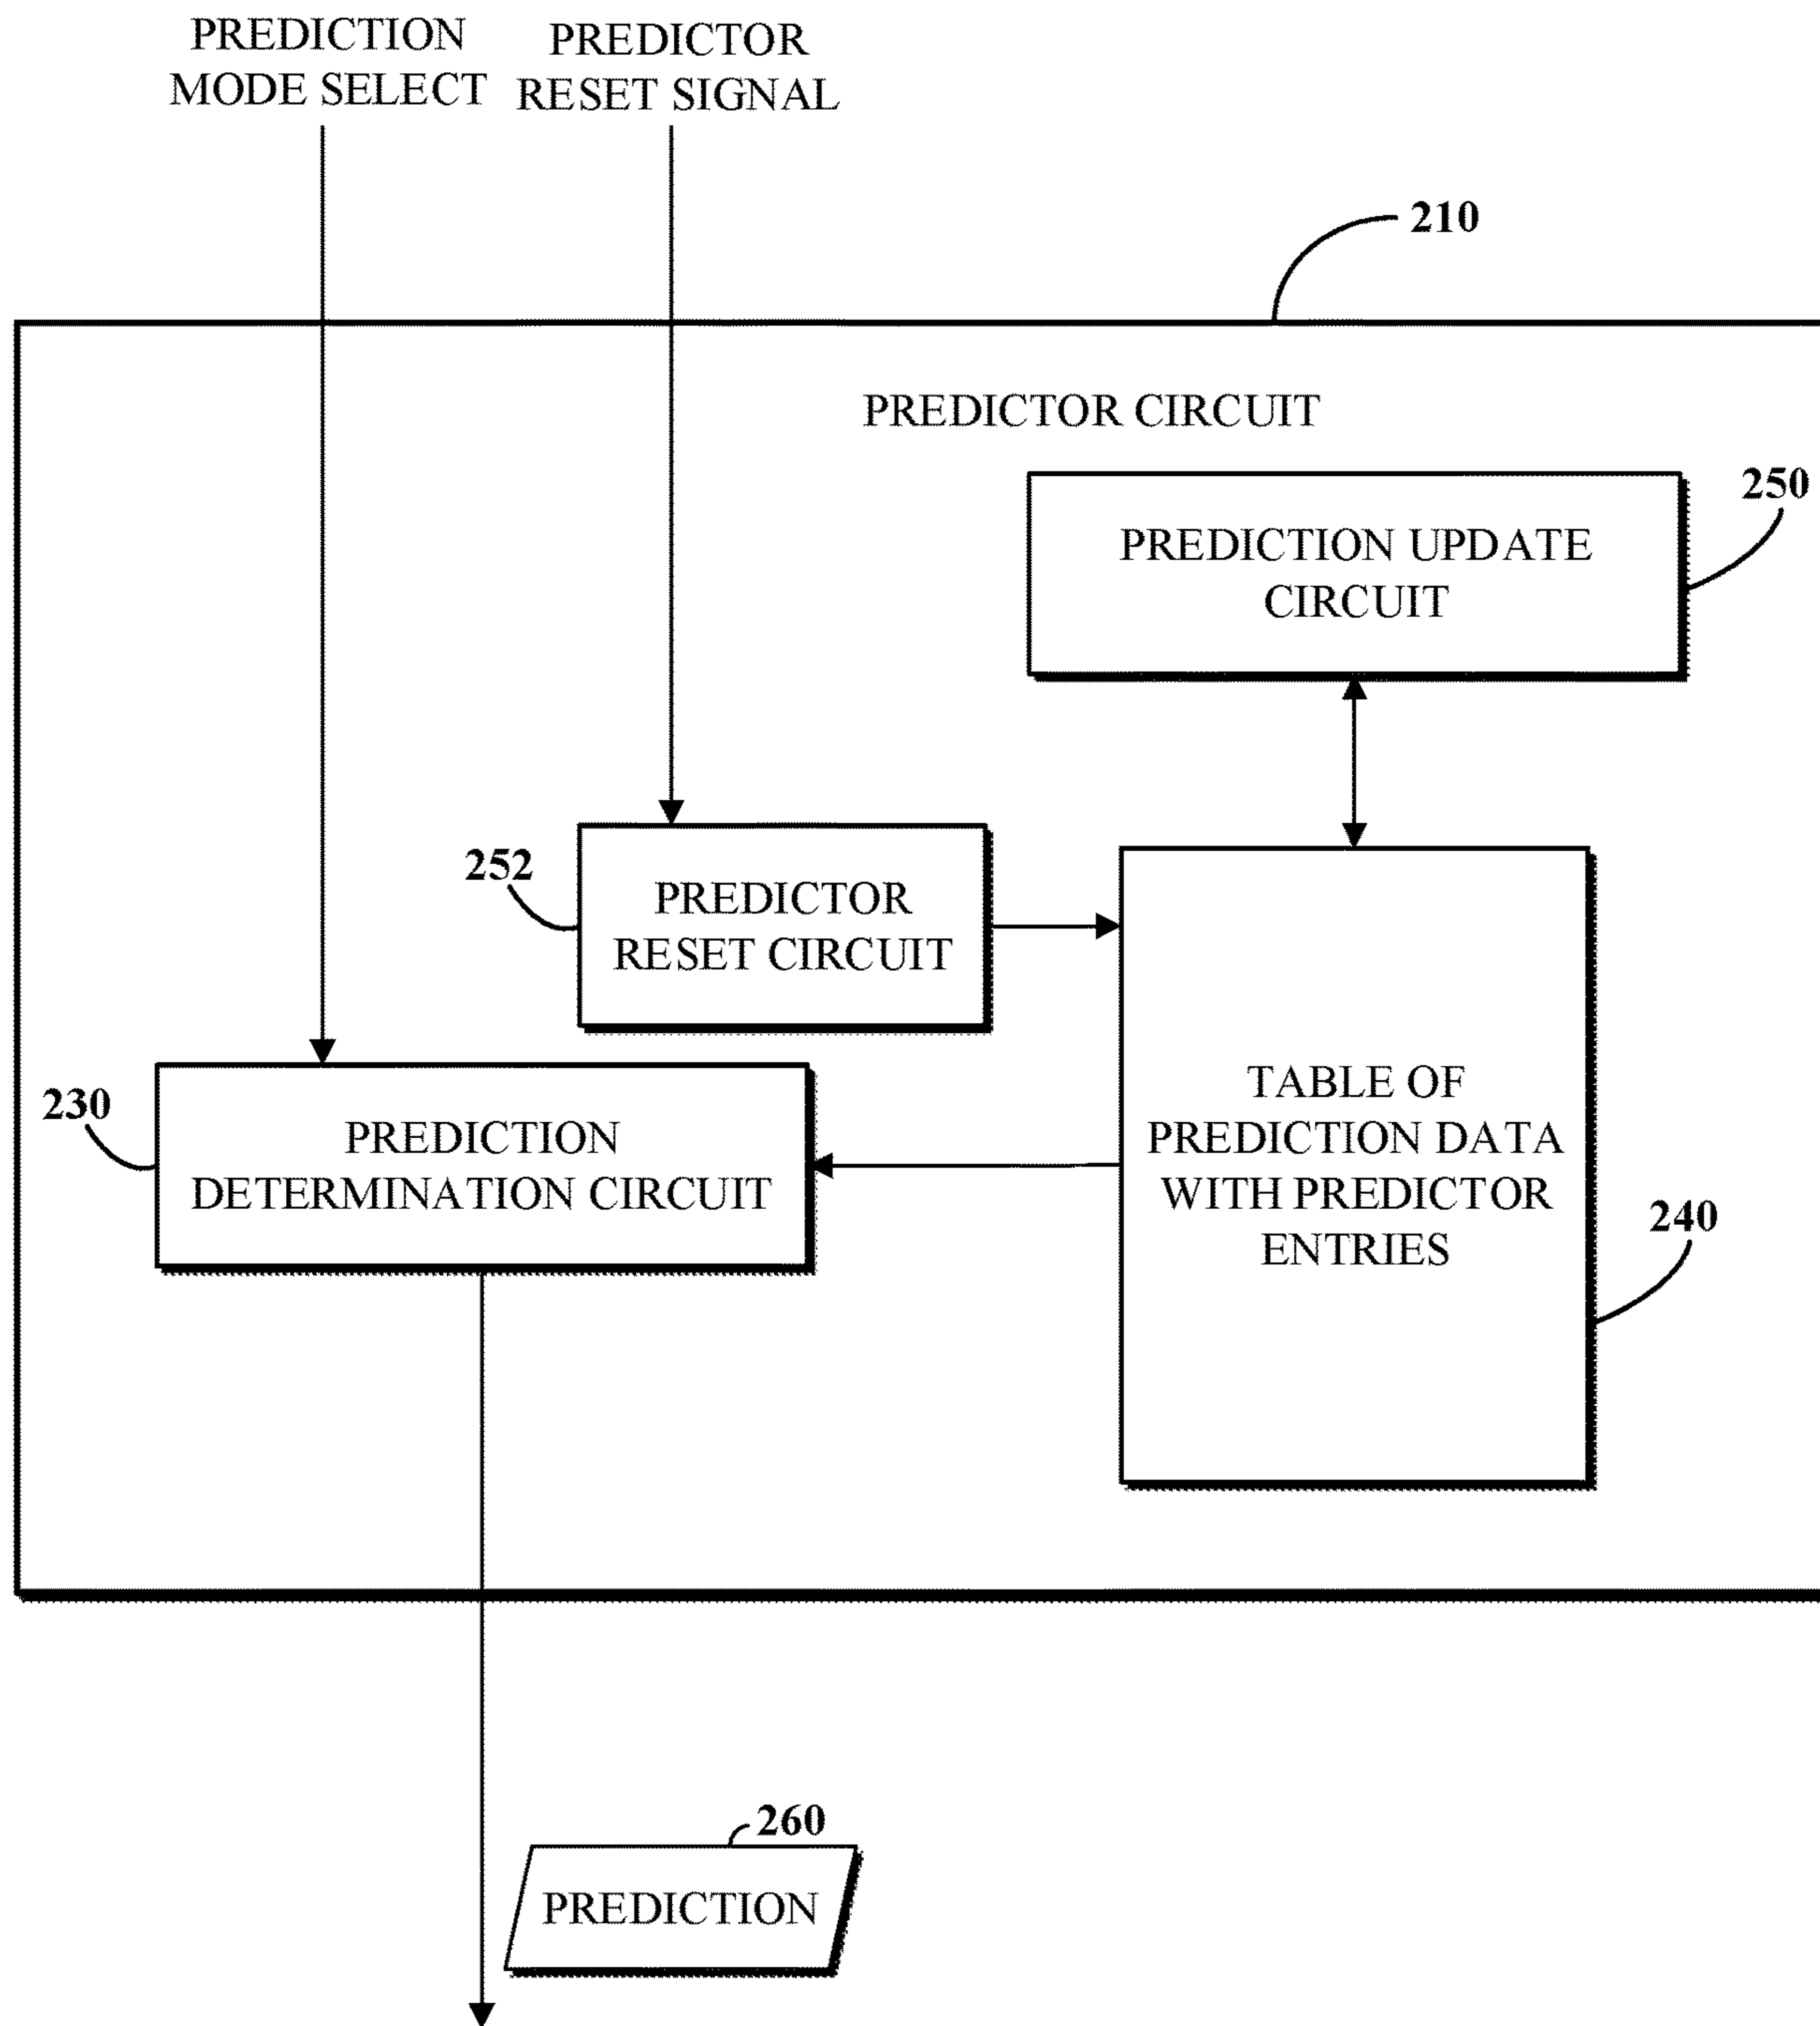 PREDICTION
MODE SELECT
PREDICTOR
RESET SIGNAL
210
PREDICTOR CIRCUIT
250
PREDICTION UPDATE
CIRCUIT
252
PREDICTOR
RESET CIRCUIT
230
PREDICTION
DETERMINATION CIRCUIT
TABLE OF
PREDICTION DATA
WITH PREDICTOR
ENTRIES
240
260
PREDICTION